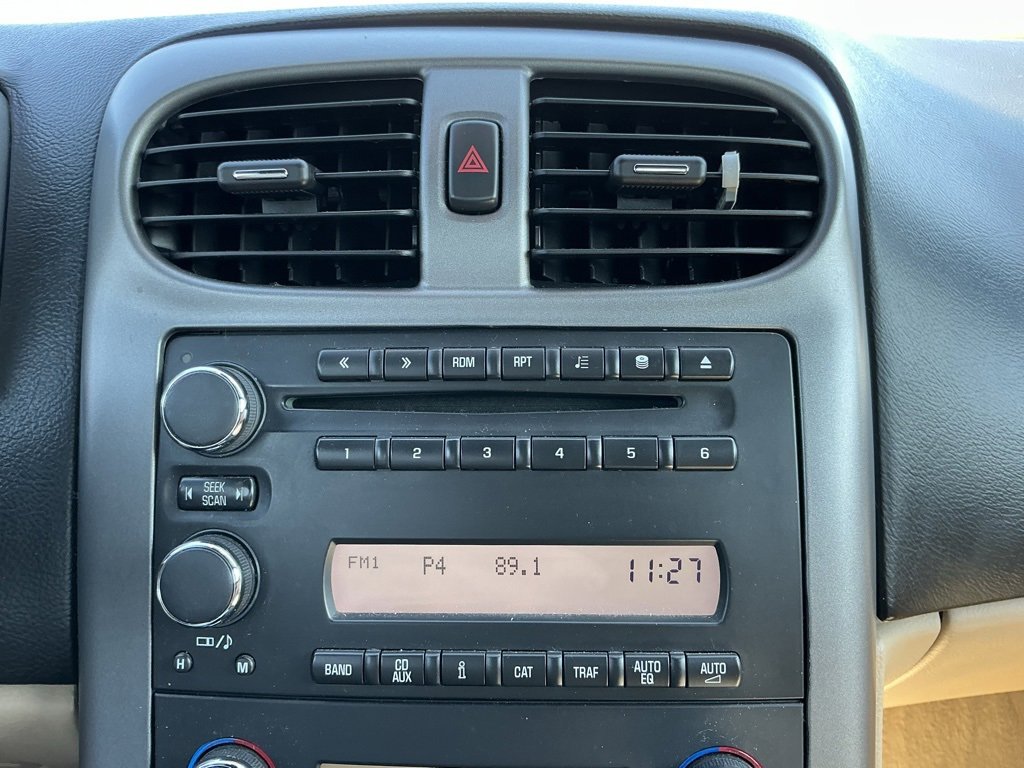 RDM RPT
1 2 3 4 5 6
SEEK
SCAN
FM1 P4 89.1 11:27
H M
BAND CD AUX i CAT TRAF AUTO EQ AUTO